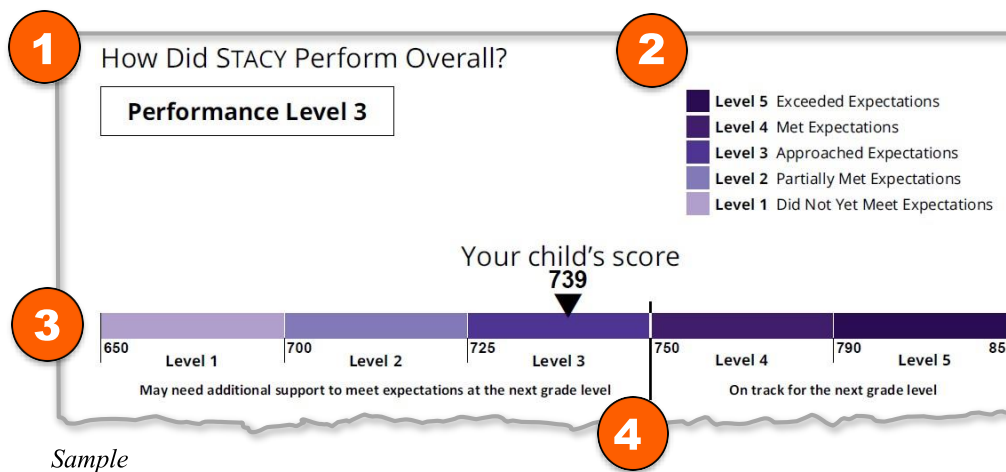 1
2
How Did STACY Perform Overall?
Performance Level 3
Level 5 Exceeded Expectations
Level 4 Met Expectations
Level 3 Approached Expectations
Level 2 Partially Met Expectations
Level 1 Did Not Yet Meet Expectations
Your child's score
739
3
650 700 725 750 790
Level 1 Level 2 Level 3 Level 4 Level 5
May need additional support to meet expectations at the next grade level On track for the next grade level
4
Sample